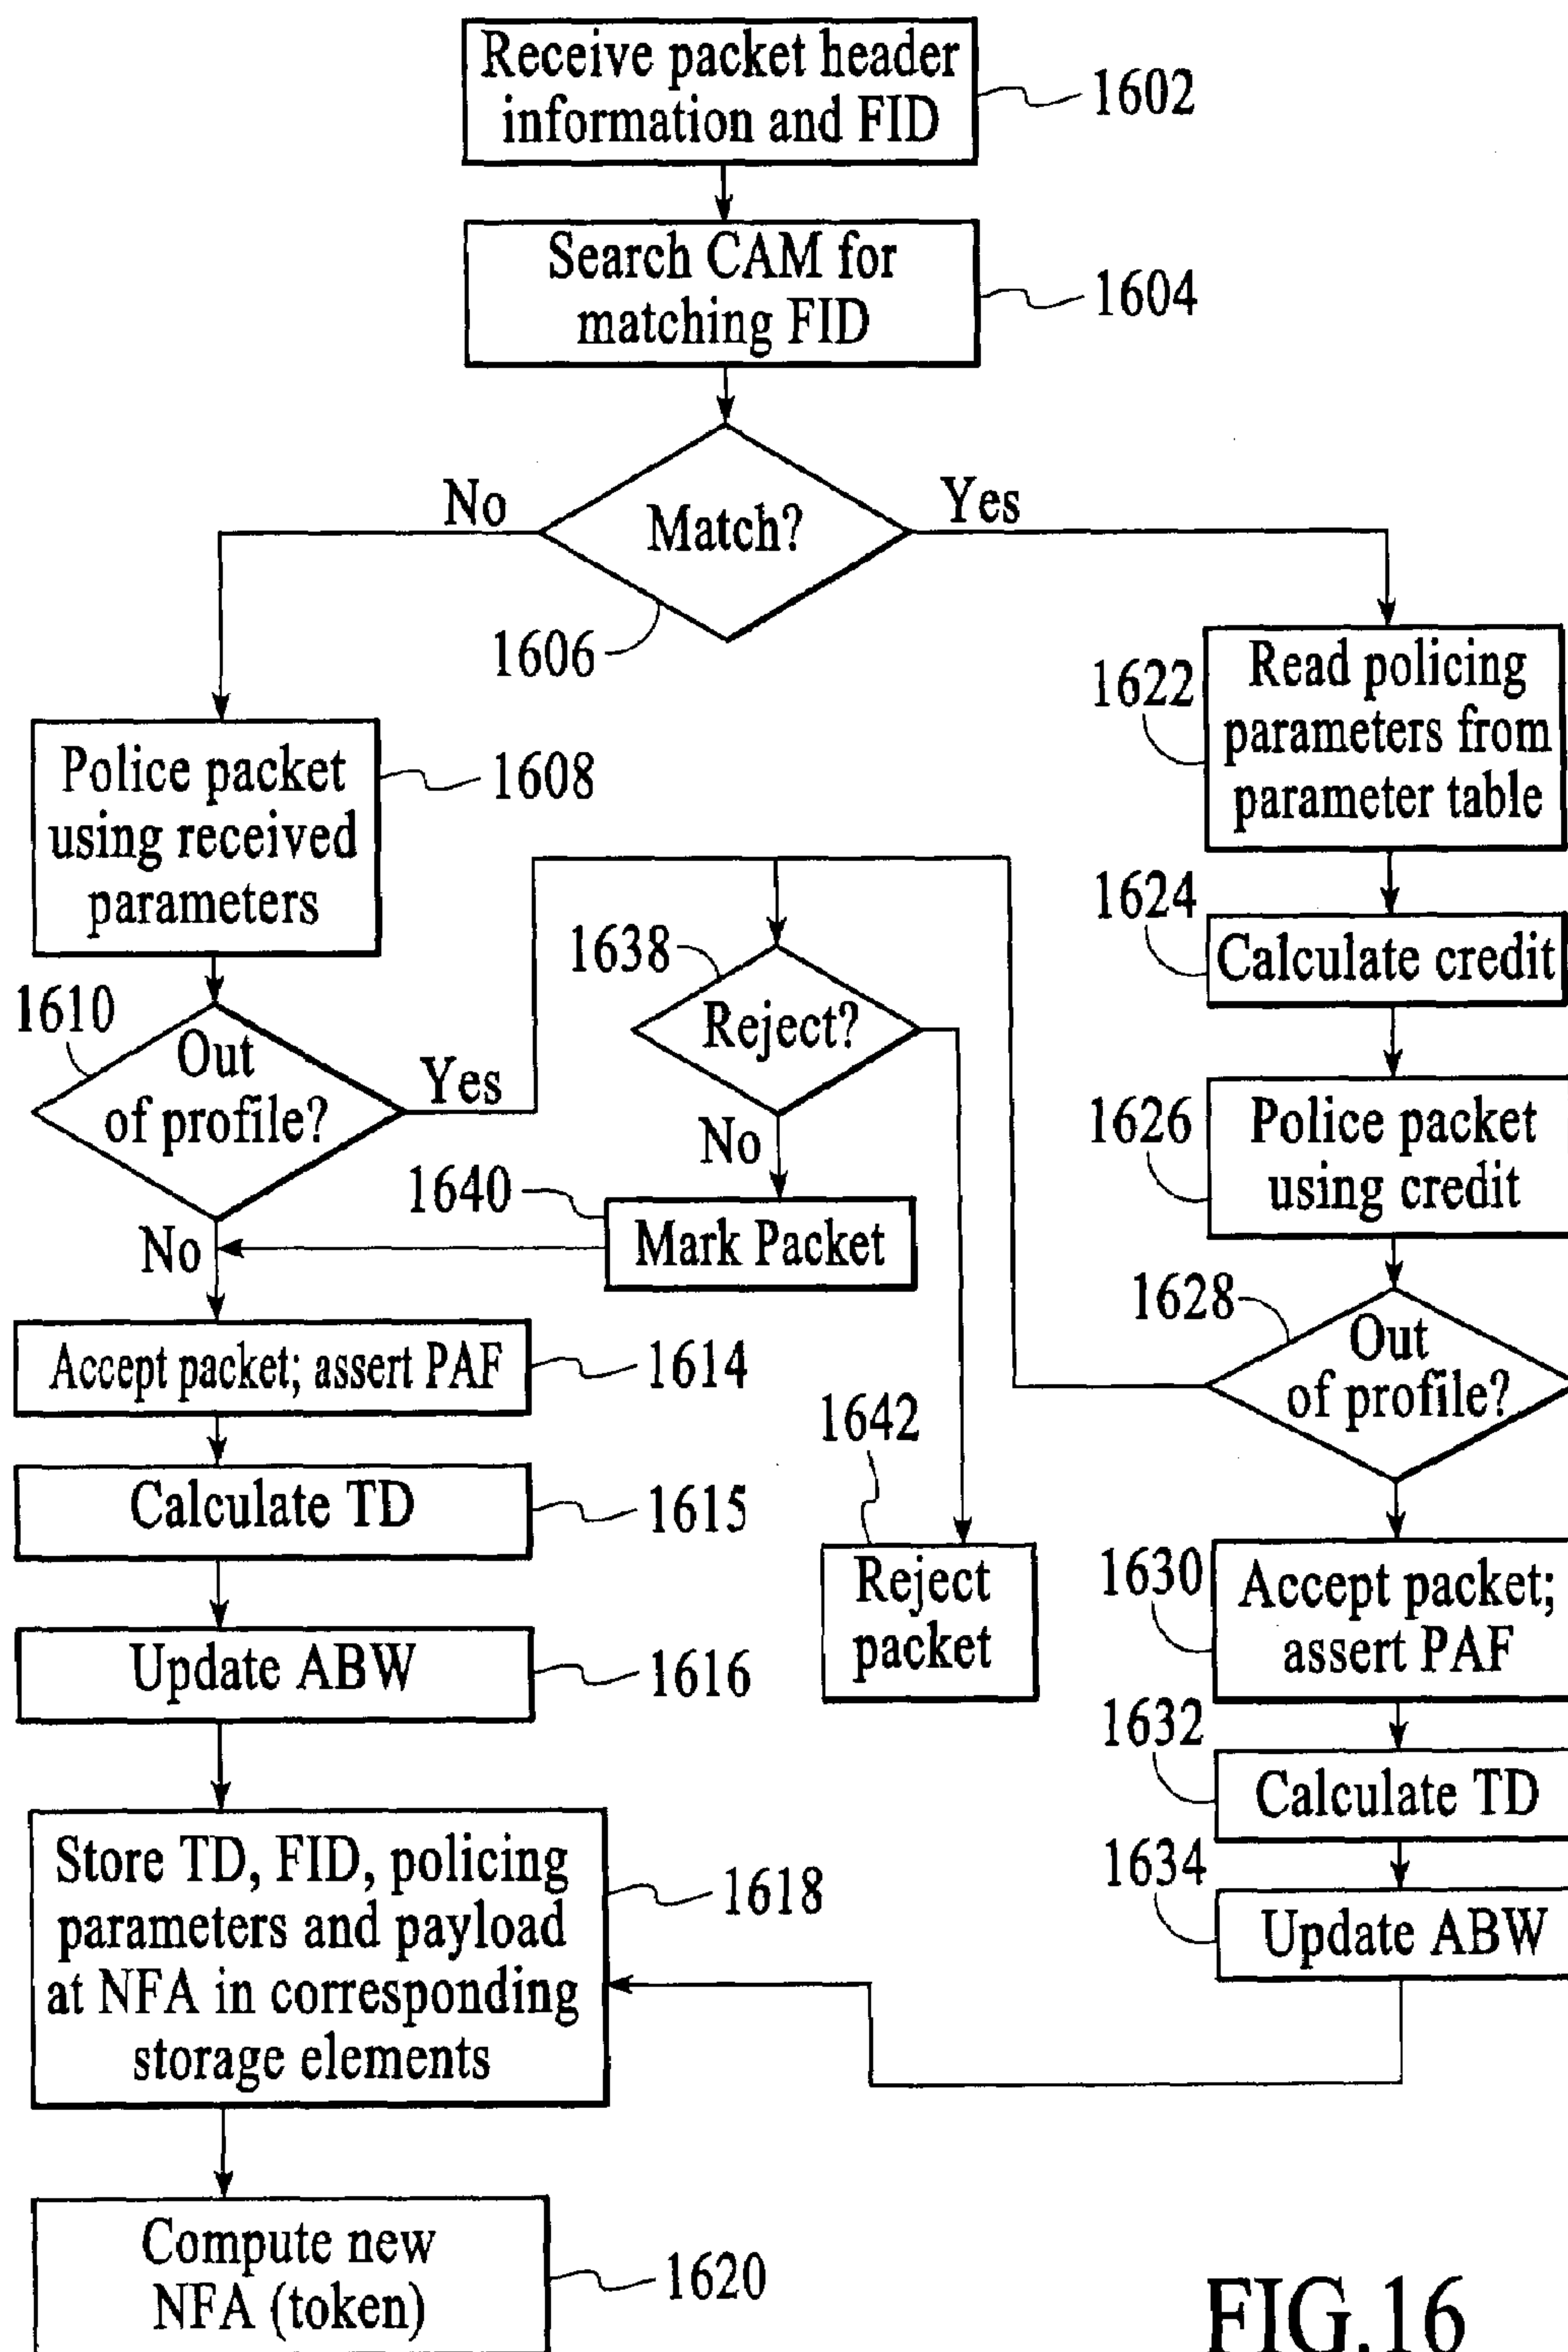 Receive packet header
information and FID
1602
Search CAM for
matching FID
1604
Match?
No
Yes
1606
Police packet
using received
parameters
1608
Read policing
parameters from
parameter table
1622
1624
Calculate credit
1638
Reject?
1610
Out
of profile?
Yes
No
1626
Police packet
using credit
1640
Mark Packet
No
1628
Out
of profile?
Accept packet; assert PAF
1614
1642
Reject
packet
Calculate TD
1615
1630
Accept packet;
assert PAF
Update ABW
1616
1632
Calculate TD
1634
Update ABW
Store TD, FID, policing
parameters and payload
at NFA in corresponding
storage elements
1618
Compute new
NFA (token)
1620
FIG.16